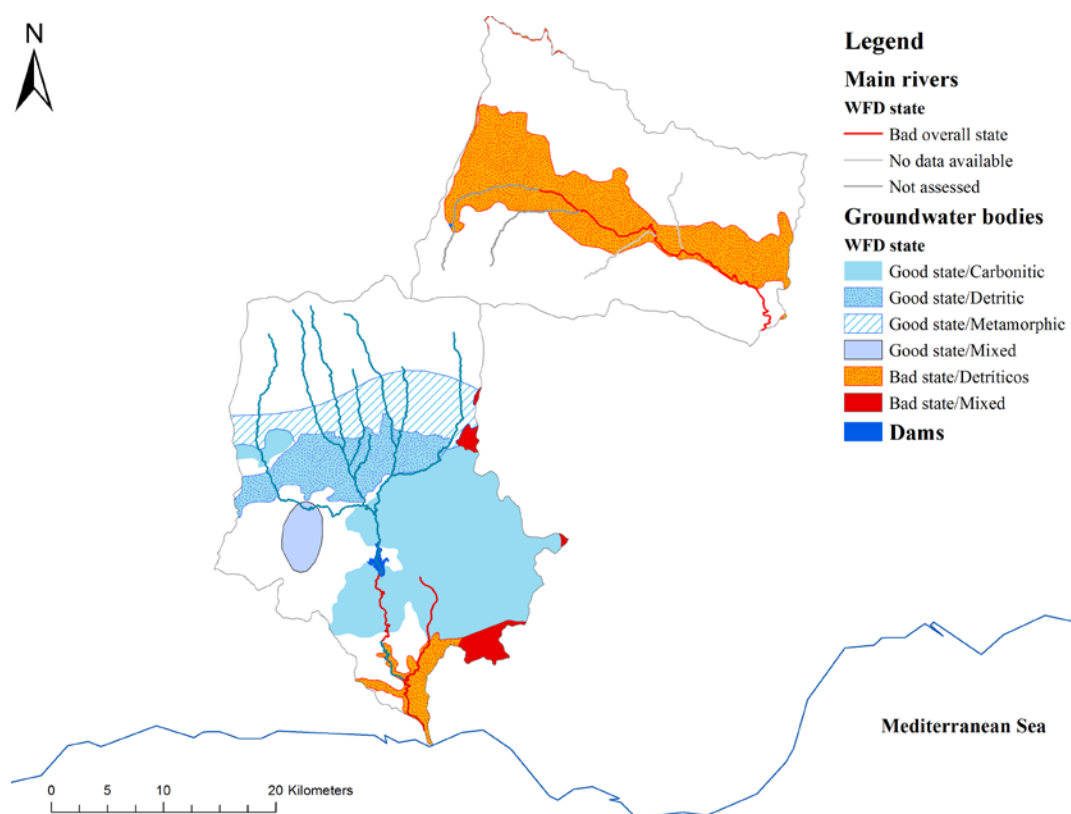 N
Legend
Main rivers
WFD state
Bad overall state
No data available
Not assessed
Groundwater bodies
WFD state
Good state/Carbonitic
Good state/Detritic
Good state/Metamorphic
Good state/Mixed
Bad state/Detríticos
Bad state/Mixed
Dams
Mediterranean Sea
0 5 10 20 Kilometers